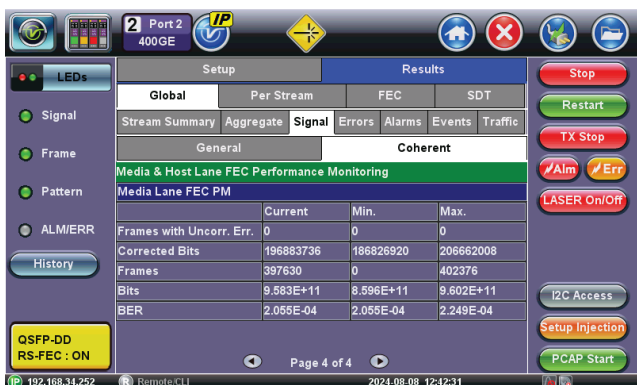 2 Port 2
400GE
IP
LEDs
Setup Results
Stop
Global Per Stream FEC SDT
Restart
Signal
Stream Summary Aggregate Signal Errors Alarms Events Traffic
General Coherent
TX Stop
Frame
Media & Host Lane FEC Performance Monitoring
Alm Err
Pattern
Media Lane FEC PM
LASER On/Off
Current Min. Max.
ALM/ERR
Frames with Uncorr. Err. 0 0 0
Corrected Bits 196883736 186826920 206662008
History
Frames 397630 0 402376
Bits 9.583E+11 8.596E+11 9.602E+11
I2C Access
BER 2.055E-04 2.055E-04 2.249E-04
Setup Injection
QSFP-DD
RS-FEC : ON
Page 4 of 4
PCAP Start
IP 192.168.34.252 R Remote/CLI 2024-08-08 12:42:31